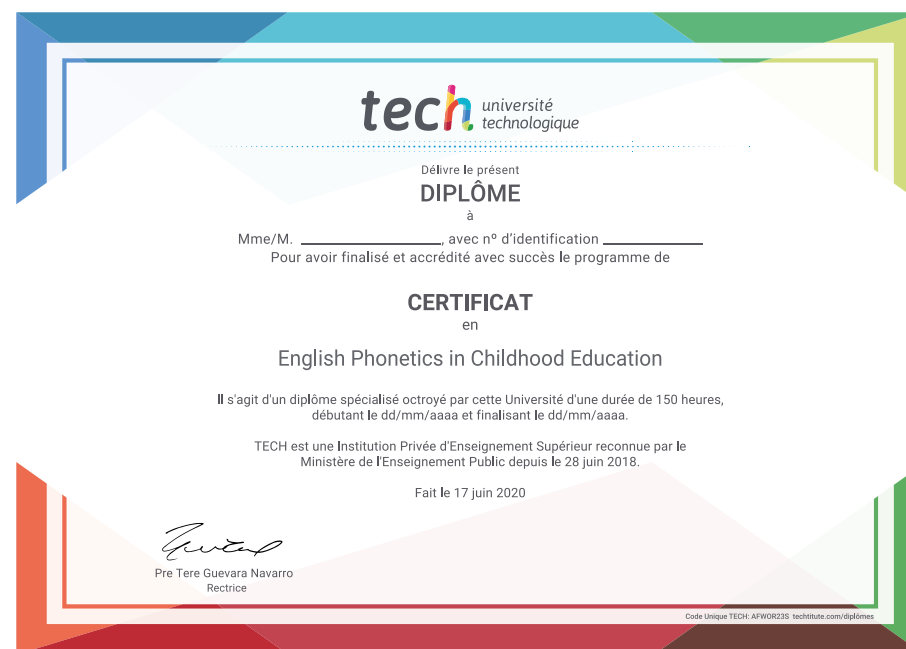 tech université
technologique
Délivre le présent
DIPLÔME
à
Mme/M. ____________________, avec nº d'identification ______________
Pour avoir finalisé et accrédité avec succès le programme de
CERTIFICAT
en
English Phonetics in Childhood Education
Il s'agit d'un diplôme spécialisé octroyé par cette Université d'une durée de 150 heures,
débutant le dd/mm/aaaa et finalisant le dd/mm/aaaa.
TECH est une Institution Privée d'Enseignement Supérieur reconnue par le
Ministère de l'Enseignement Public depuis le 28 juin 2018.
Fait le 17 juin 2020
Pre Tere Guevara Navarro
Rectrice
Code Unique TECH: AFWOR23S techtitute.com/diplômes